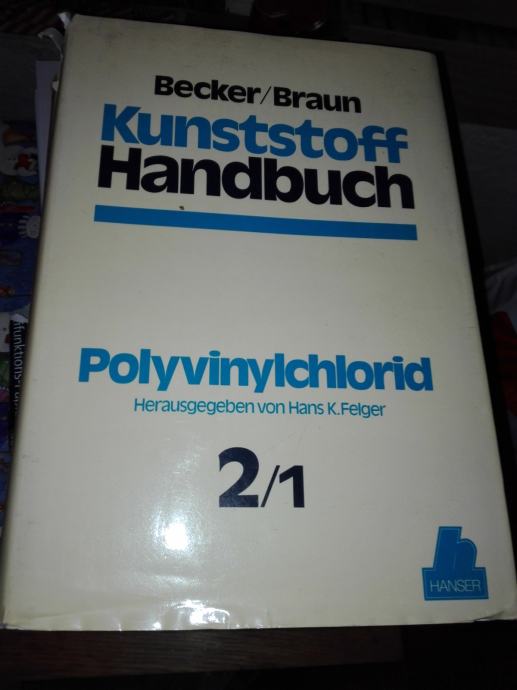 Becker/Braun
Kunststoff
Handbuch
Polyvinylchlorid
Herausgegeben von Hans K. Felger
2/1
h
HANSER